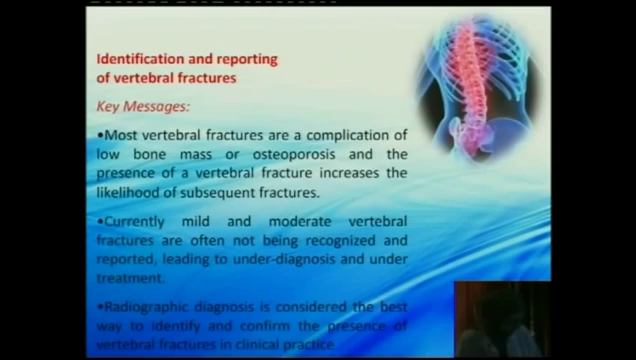 Identification and reporting
of vertebral fractures
Key Messages:
•Most vertebral fractures are a complication of
low bone mass or osteoporosis and the
presence of a vertebral fracture increases the
likelihood of subsequent fractures.
•Currently mild and moderate vertebral
fractures are often not being recognized and
reported, leading to under-diagnosis and under
treatment.
•Radiographic diagnosis is considered the best
way to identify and confirm the presence of
vertebral fractures in clinical practice